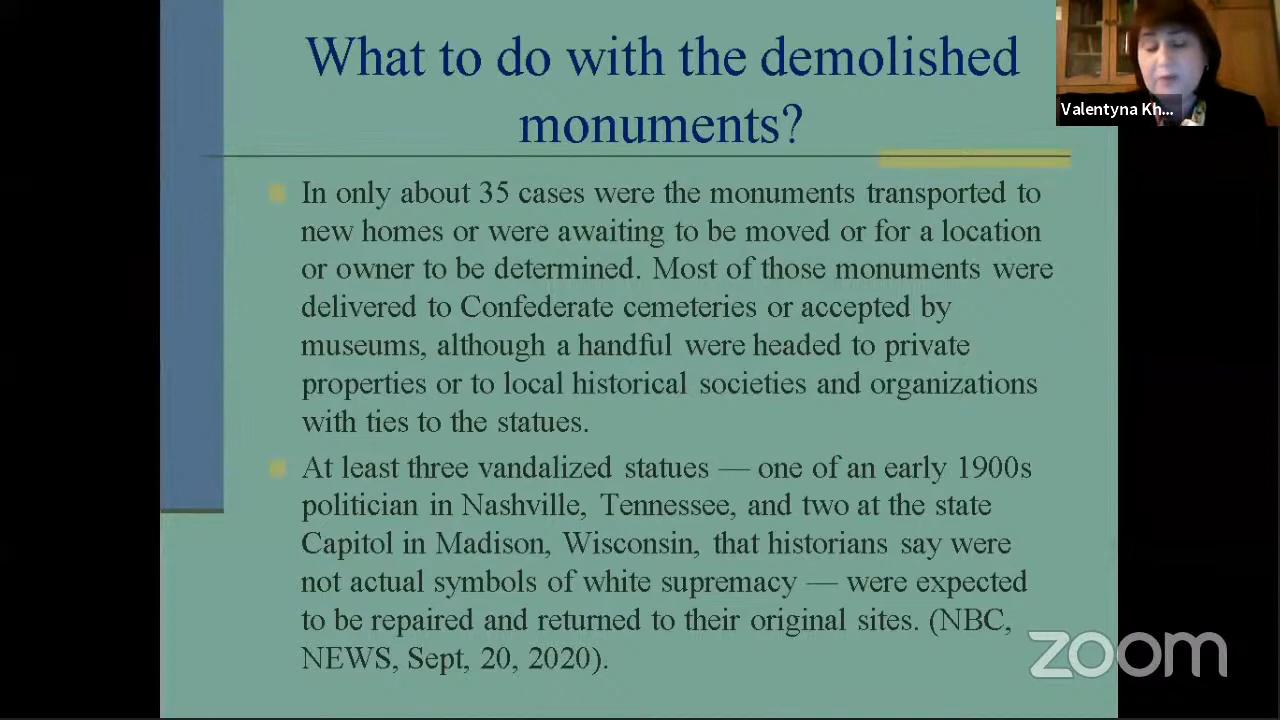 What to do with the demolished
monuments?
Valentyna Kh...
In only about 35 cases were the monuments transported to
new homes or were awaiting to be moved or for a location
or owner to be determined. Most of those monuments were
delivered to Confederate cemeteries or accepted by
museums, although a handful were headed to private
properties or to local historical societies and organizations
with ties to the statues.
At least three vandalized statues — one of an early 1900s
politician in Nashville, Tennessee, and two at the state
Capitol in Madison, Wisconsin, that historians say were
not actual symbols of white supremacy — were expected
to be repaired and returned to their original sites. (NBC,
NEWS, Sept, 20, 2020).
zoom